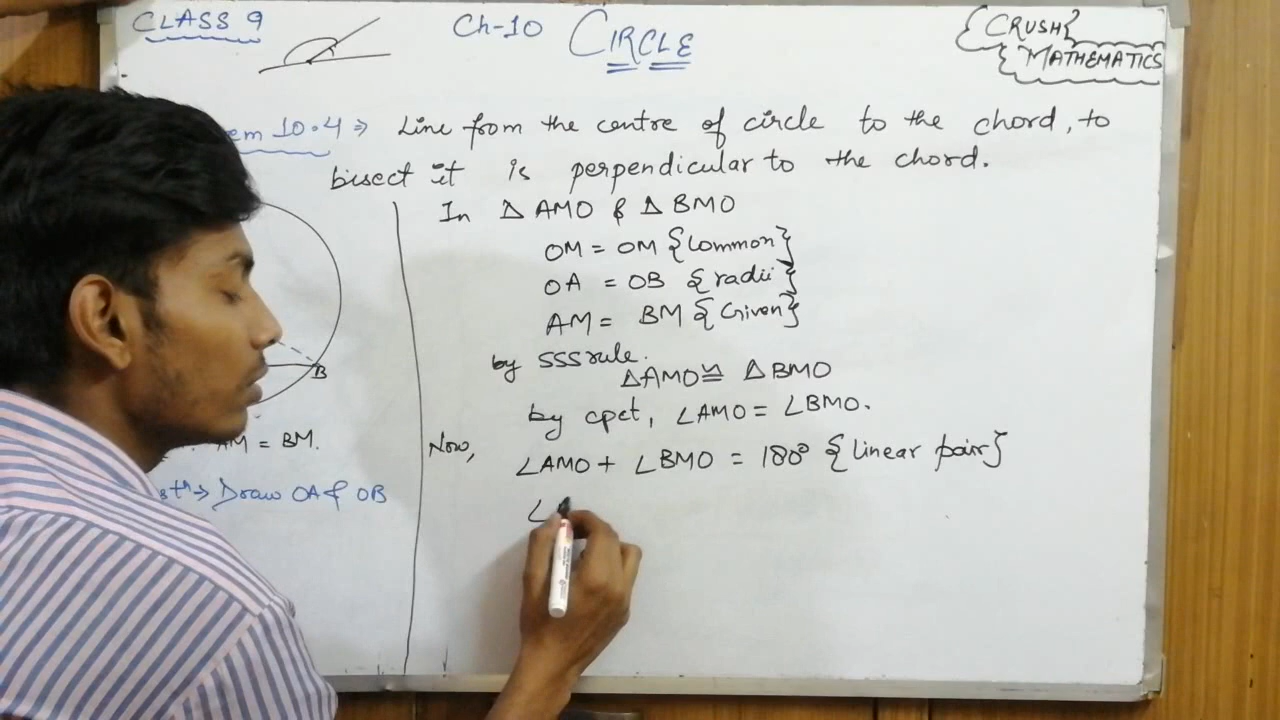 CLASS 9
Ch-10 CIRCLE
CRUSH
MATHEMATICS
10.4 ⇒ Line from the centre of circle to the chord, to
bisect it is perpendicular to the chord.
In △ AMO & △ BMO
OM = OM {Common}
OA = OB {radii}
AM = BM {Given}
by SSS rule.
△AMO ≅ △BMO
by cpct, ∠AMO = ∠BMO.
Now,
∠AMO + ∠BMO = 180° {linear pair}
∠A
B
AM = BM.
→ Draw OA & OB